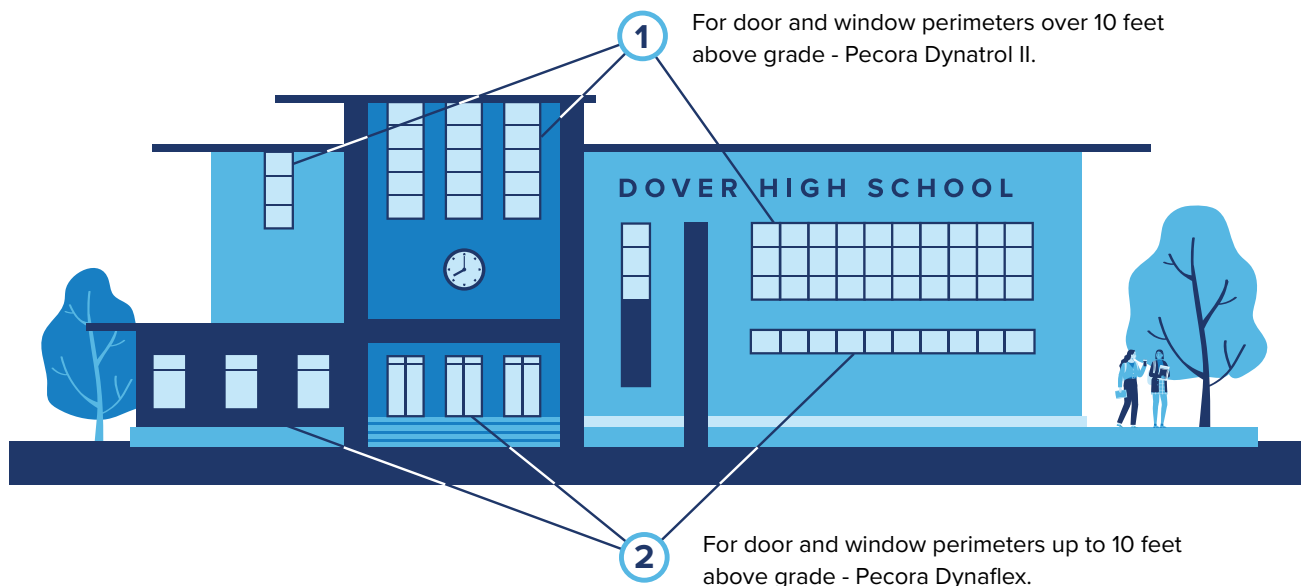 1
For door and window perimeters over 10 feet
above grade - Pecora Dynatrol II.
DOVER HIGH SCHOOL
2
For door and window perimeters up to 10 feet
above grade - Pecora Dynaflex.